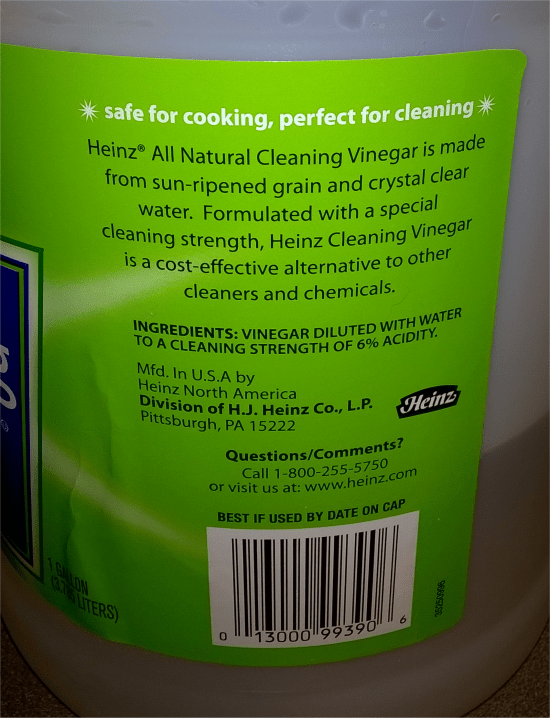 safe for cooking, perfect for cleaning
Heinz® All Natural Cleaning Vinegar is made
from sun-ripened grain and crystal clear
water. Formulated with a special
cleaning strength, Heinz Cleaning Vinegar
is a cost-effective alternative to other
cleaners and chemicals.
INGREDIENTS: VINEGAR DILUTED WITH WATER
TO A CLEANING STRENGTH OF 6% ACIDITY.
Mfd. In U.S.A by
Heinz North America
Division of H.J. Heinz Co., L.P.
Pittsburgh, PA 15222
Heinz
Questions/Comments?
Call 1-800-255-5750
or visit us at: www.heinz.com
BEST IF USED BY DATE ON CAP
1 GALLON
LITERS)
0 13000 99390 6